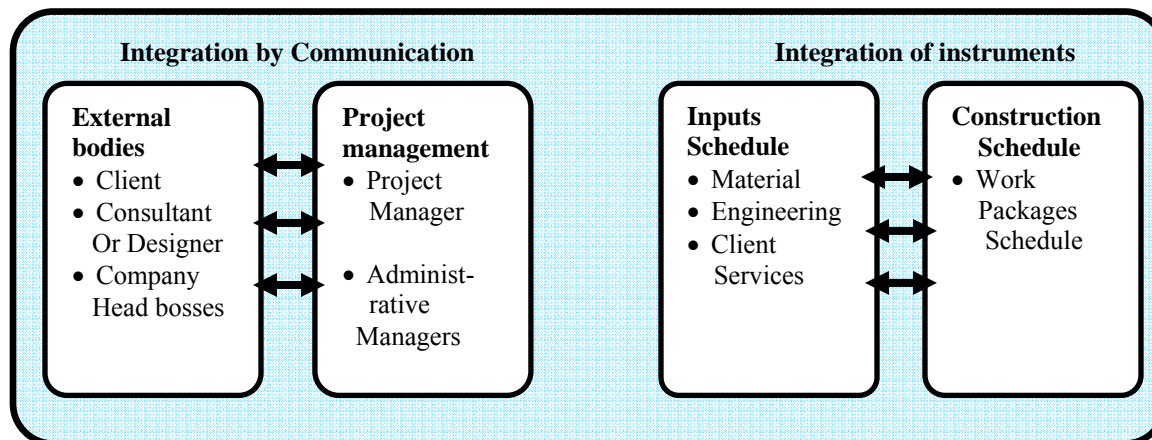 Integration by Communication
External
bodies
• Client
• Consultant
Or Designer
• Company
Head bosses
Project
management
• Project
Manager
• Administ-
rative
Managers
Integration of instruments
Inputs
Schedule
• Material
• Engineering
• Client
Services
Construction
Schedule
• Work
Packages
Schedule